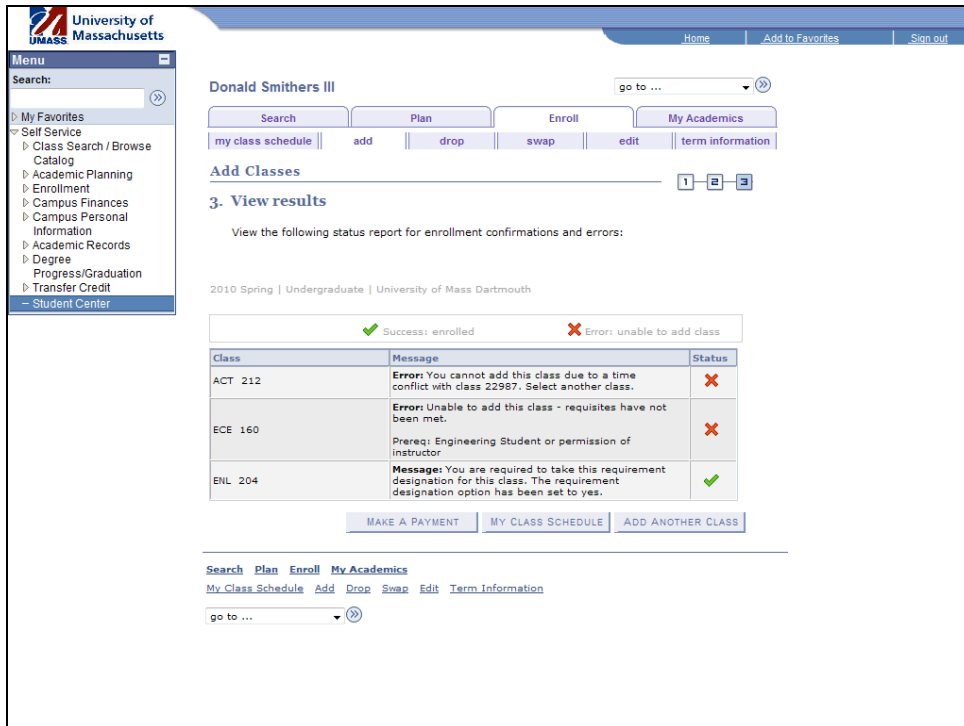 University of
Massachusetts
UMASS
Home
Add to Favorites
Sign out
Menu
Search:
My Favorites
Self Service
Class Search / Browse
Catalog
Academic Planning
Enrollment
Campus Finances
Campus Personal
Information
Academic Records
Degree
Progress/Graduation
Transfer Credit
Student Center
Donald Smithers III
go to ...
Search
Plan
Enroll
My Academics
my class schedule
add
drop
swap
edit
term information
Add Classes
1
2
3
3. View results
View the following status report for enrollment confirmations and errors:
2010 Spring | Undergraduate | University of Mass Dartmouth
Success: enrolled
Error: unable to add class
Class
Message
Status
ACT 212
Error: You cannot add this class due to a time
conflict with class 22987. Select another class.
ECE 160
Error: Unable to add this class - requisites have not
been met.
Prereq: Engineering Student or permission of
instructor
ENL 204
Message: You are required to take this requirement
designation for this class. The requirement
designation option has been set to yes.
MAKE A PAYMENT
MY CLASS SCHEDULE
ADD ANOTHER CLASS
Search Plan Enroll My Academics
My Class Schedule Add Drop Swap Edit Term Information
go to ...